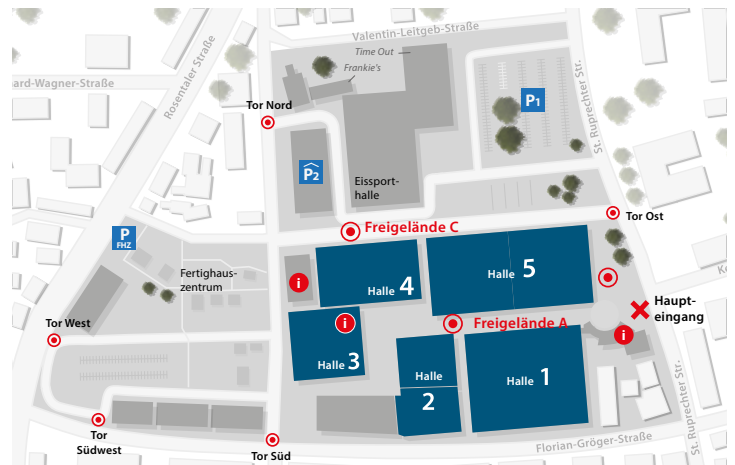 Valentin-Leitgeb-Straße
Time Out
Frankie's
ard-Wagner-Straße
Rosentaler Straße
St. Ruprechter Str.
Tor Nord
P1
P2
Eissport-
halle
Tor Ost
Freigelände C
P
FHZ
Fertighaus-
zentrum
i
Halle 4
Halle 5
Haupt-
eingang
Tor West
i
Freigelände A
i
Halle 3
Halle
2
Halle 1
St. Ruprechter Str.
Tor
Südwest
Tor Süd
Florian-Gröger-Straße